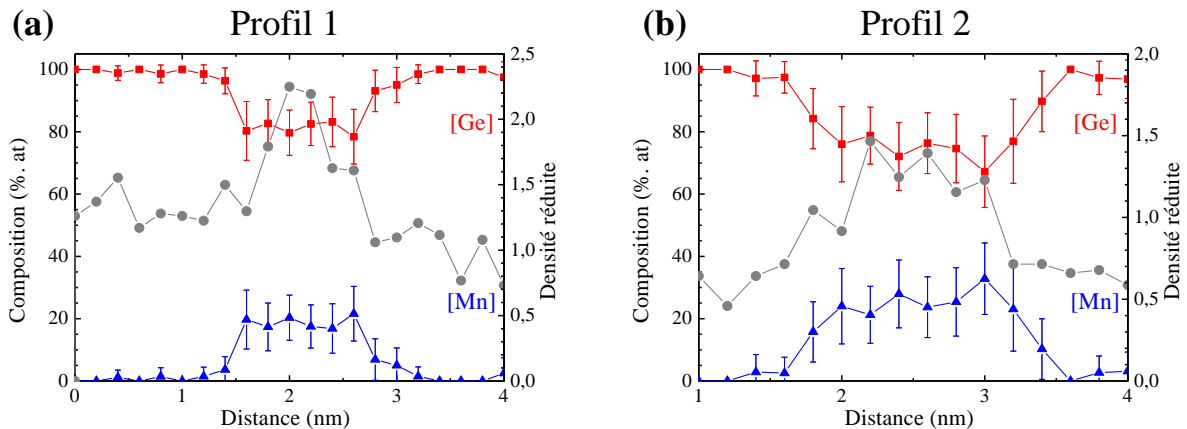 (a) Profil 1
Composition (%. at)
100
80
60
40
20
0
[Ge]
[Mn]
2,5
2,0
1,5
1,0
0,5
0,0
Densité réduite
0 1 2 3 4
Distance (nm)
(b) Profil 2
Composition (%. at)
100
80
60
40
20
0
[Ge]
[Mn]
2,0
1,5
1,0
0,5
0,0
Densité réduite
1 2 3 4
Distance (nm)